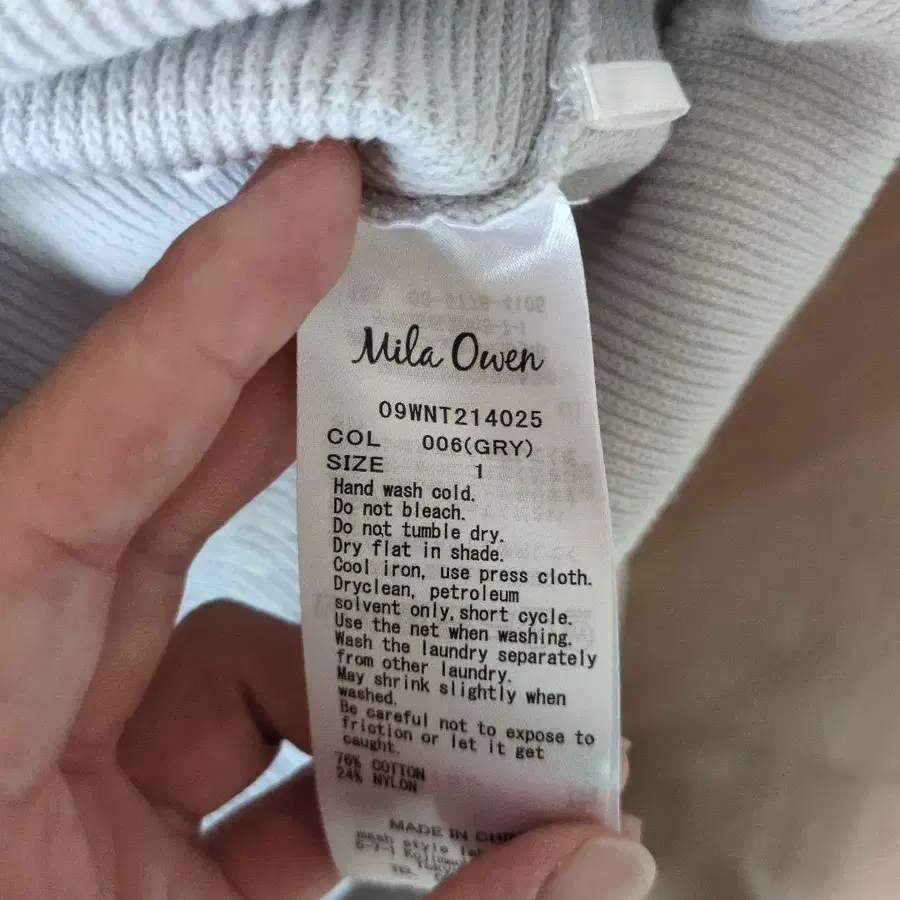 Mila Owen
09WNT214025
COL 006(GRY)
SIZE 1
Hand wash cold.
Do not bleach.
Do not tumble dry.
Dry flat in shade.
Cool iron, use press cloth.
Dryclean, petroleum
solvent only,short cycle.
Use the net when washing.
Wash the laundry separately
from other laundry.
May shrink slightly when
washed.
Be careful not to expose to
friction or let it get
caught.
76% COTTON
24% NYLON
MADE IN
mash style